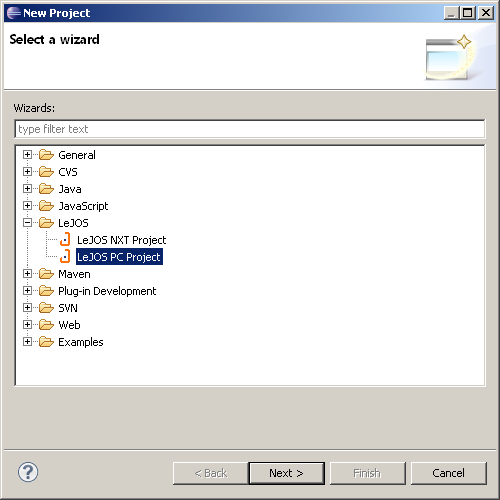 New Project
Select a wizard
Wizards:
type filter text
General
CVS
Java
JavaScript
LeJOS
LeJOS NXT Project
LeJOS PC Project
Maven
Plug-in Development
SVN
Web
Examples
? < Back Next > Finish Cancel